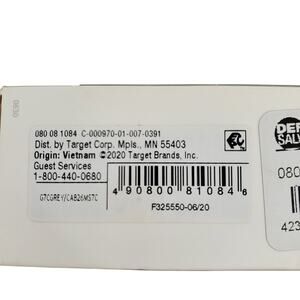 0630
080 08 1084 C-000970-01-007-0391
Dist. by Target Corp. Mpls., MN 55403
Origin: Vietnam ©2020 Target Brands, Inc.
Guest Services
1-800-440-0680
G7CGREY/CAB26MS7C
4 90800 81084 6
F325550-06/20
080
423